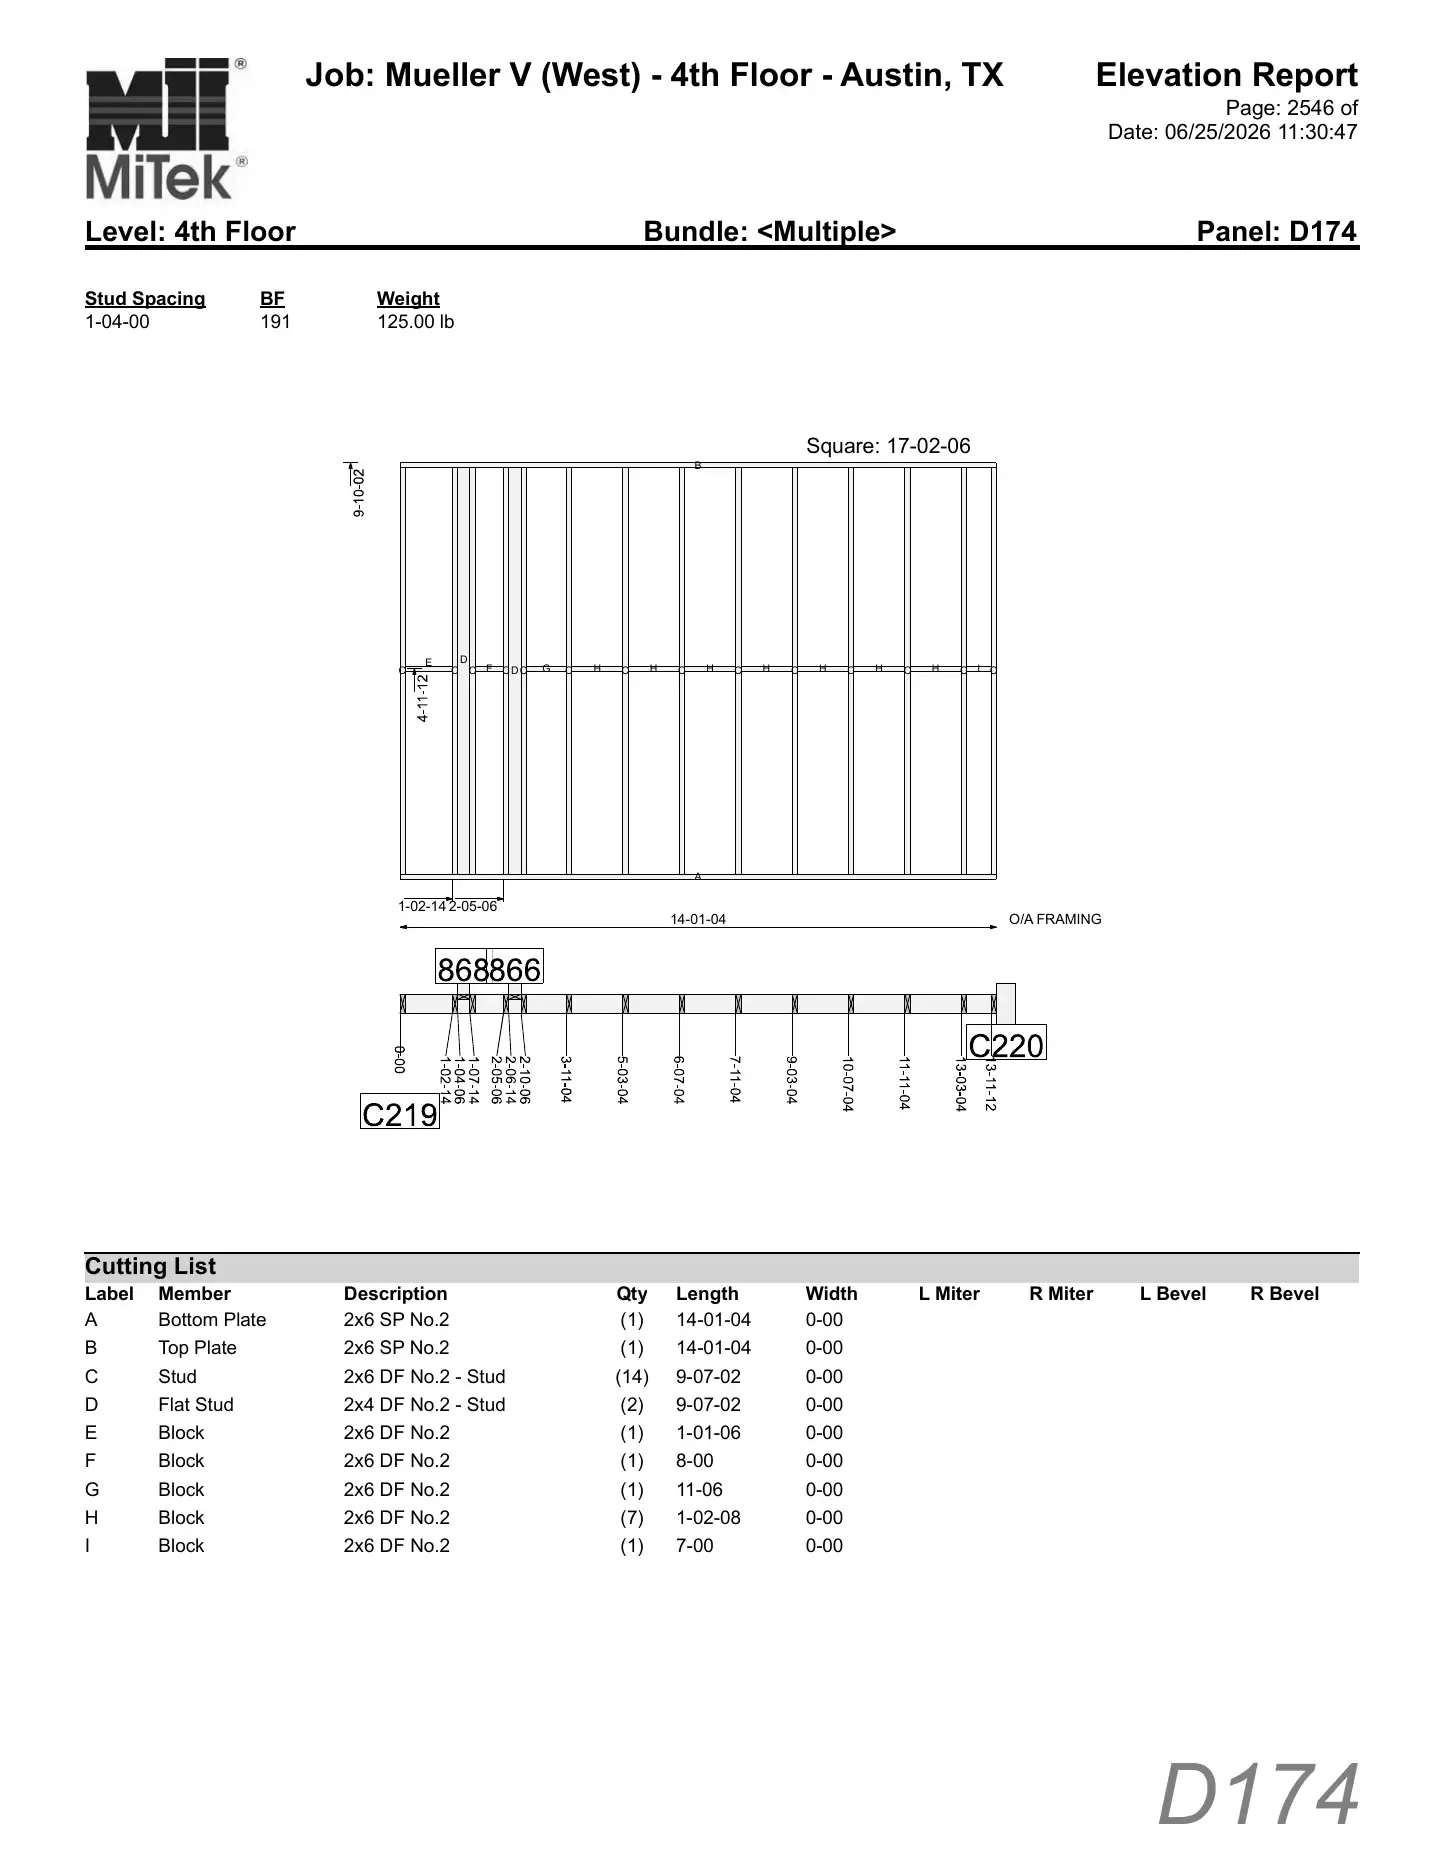 Job: Mueller V (West) - 4th Floor - Austin, TX
Elevation Report
Page: 2546 of
Date: 06/25/2026 11:30:47
MiTek®
Level: 4th Floor
Bundle: <Multiple>
Panel: D174
Stud Spacing BF Weight
1-04-00 191 125.00 lb
Square: 17-02-06
B
9-10-02
C E C D C F C D C G C H C H C H C H C H C H C H C I C
4-11-12
A
1-02-14 2-05-06
14-01-04
O/A FRAMING
868 866
C220
0-00 1-02-14 1-04-06 1-07-14 2-05-06 2-06-14 2-10-06 3-11-04 5-03-04 6-07-04 7-11-04 9-03-04 10-07-04 11-11-04 13-03-04 13-11-12
C219
Cutting List
Label Member Description Qty Length Width L Miter R Miter L Bevel R Bevel
A Bottom Plate 2x6 SP No.2 (1) 14-01-04 0-00
B Top Plate 2x6 SP No.2 (1) 14-01-04 0-00
C Stud 2x6 DF No.2 - Stud (14) 9-07-02 0-00
D Flat Stud 2x4 DF No.2 - Stud (2) 9-07-02 0-00
E Block 2x6 DF No.2 (1) 1-01-06 0-00
F Block 2x6 DF No.2 (1) 8-00 0-00
G Block 2x6 DF No.2 (1) 11-06 0-00
H Block 2x6 DF No.2 (7) 1-02-08 0-00
I Block 2x6 DF No.2 (1) 7-00 0-00
D174